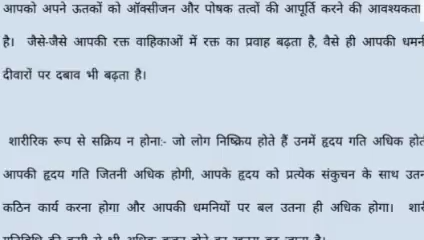 आपको अपने ऊतकों को ऑक्सीजन और पोषक तत्वों की आपूर्ति करने की आवश्यकता
है। जैसे-जैसे आपकी रक्त वाहिकाओं में रक्त का प्रवाह बढ़ता है, वैसे ही आपकी धमनी
दीवारों पर दबाव भी बढ़ता है।
शारीरिक रूप से सक्रिय न होना:- जो लोग निष्क्रिय होते हैं उनमें हृदय गति अधिक होती
आपकी हृदय गति जितनी अधिक होगी, आपके हृदय को प्रत्येक संकुचन के साथ उतन
कठिन कार्य करना होगा और आपकी धमनियों पर बल उतना ही अधिक होगा। शार